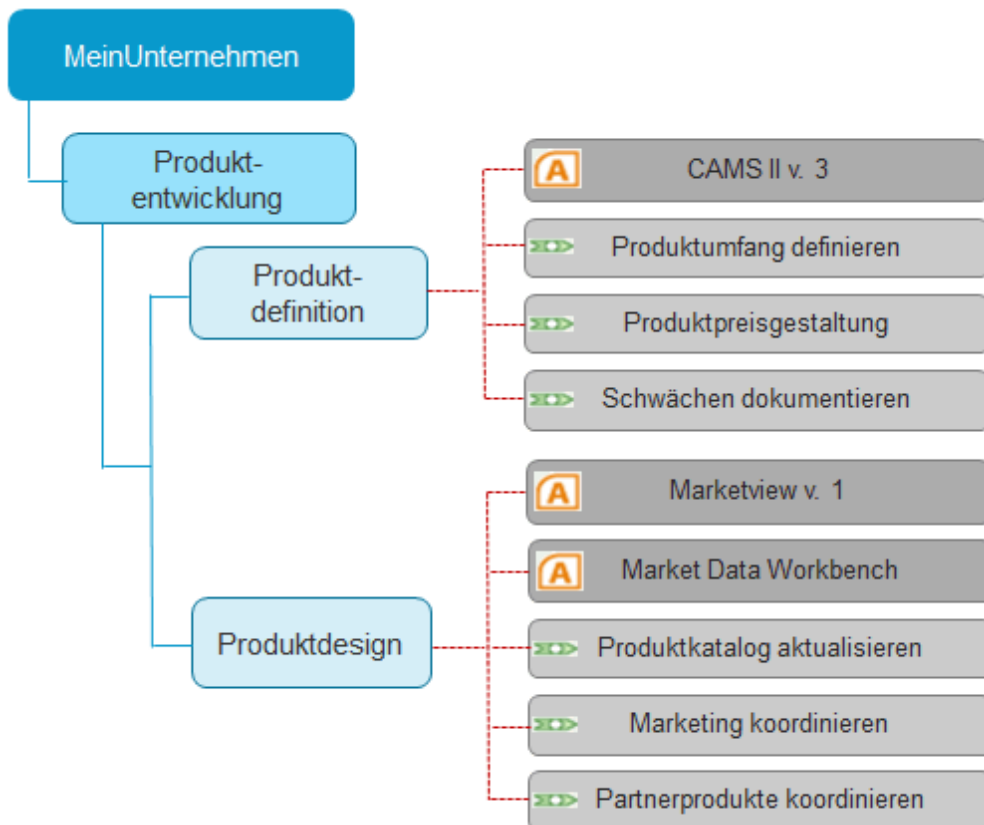 MeinUnternehmen
Produkt-
entwicklung
Produkt-
definition
A CAMS II v. 3
Produktumfang definieren
Produktpreisgestaltung
Schwächen dokumentieren
Produktdesign
A Marketview v. 1
A Market Data Workbench
Produktkatalog aktualisieren
Marketing koordinieren
Partnerprodukte koordinieren